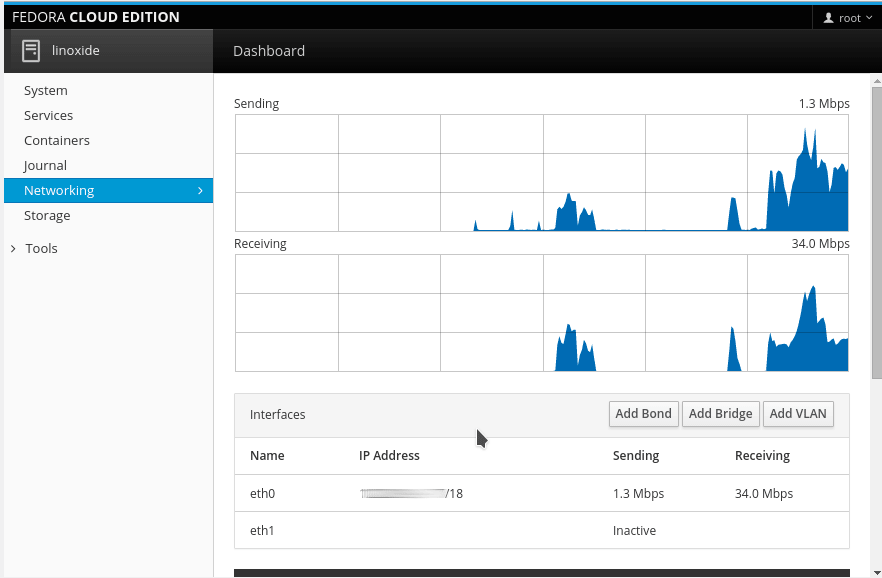 FEDORA CLOUD EDITION
root
linoxide
Dashboard
System
Services
Containers
Journal
Networking
Storage
Tools
Sending 1.3 Mbps
Receiving 34.0 Mbps
Interfaces Add Bond Add Bridge Add VLAN
Name IP Address Sending Receiving
eth0 /18 1.3 Mbps 34.0 Mbps
eth1 Inactive